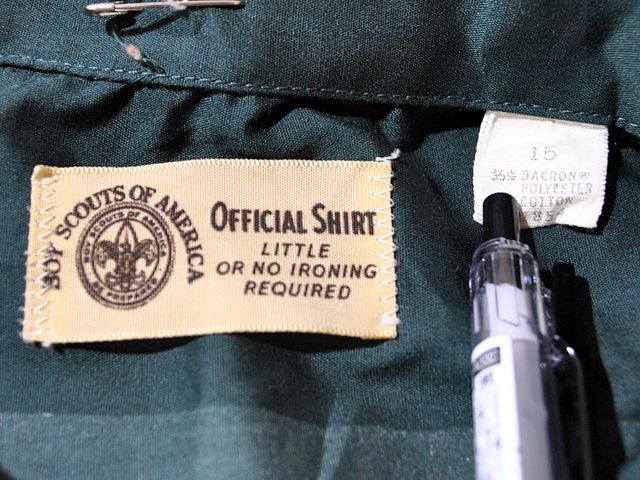 BOY SCOUTS OF AMERICA
BOY SCOUTS OF AMERICA
BE PREPARED
OFFICIAL SHIRT
LITTLE
OR NO IRONING
REQUIRED
15
DACRON®
POLYESTER
COTTON